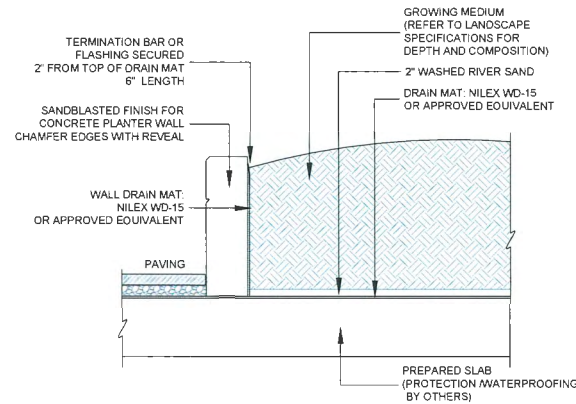 GROWING MEDIUM
(REFER TO LANDSCAPE
SPECIFICATIONS FOR
DEPTH AND COMPOSITION)
2" WASHED RIVER SAND
DRAIN MAT: NILEX WD-15
OR APPROVED EQUIVALENT
TERMINATION BAR OR
FLASHING SECURED
2" FROM TOP OF DRAIN MAT
6" LENGTH
SANDBLASTED FINISH FOR
CONCRETE PLANTER WALL
CHAMFER EDGES WITH REVEAL
WALL DRAIN MAT:
NILEX WD-15
OR APPROVED EQUIVALENT
PAVING
PREPARED SLAB
(PROTECTION /WATERPROOFING
BY OTHERS)